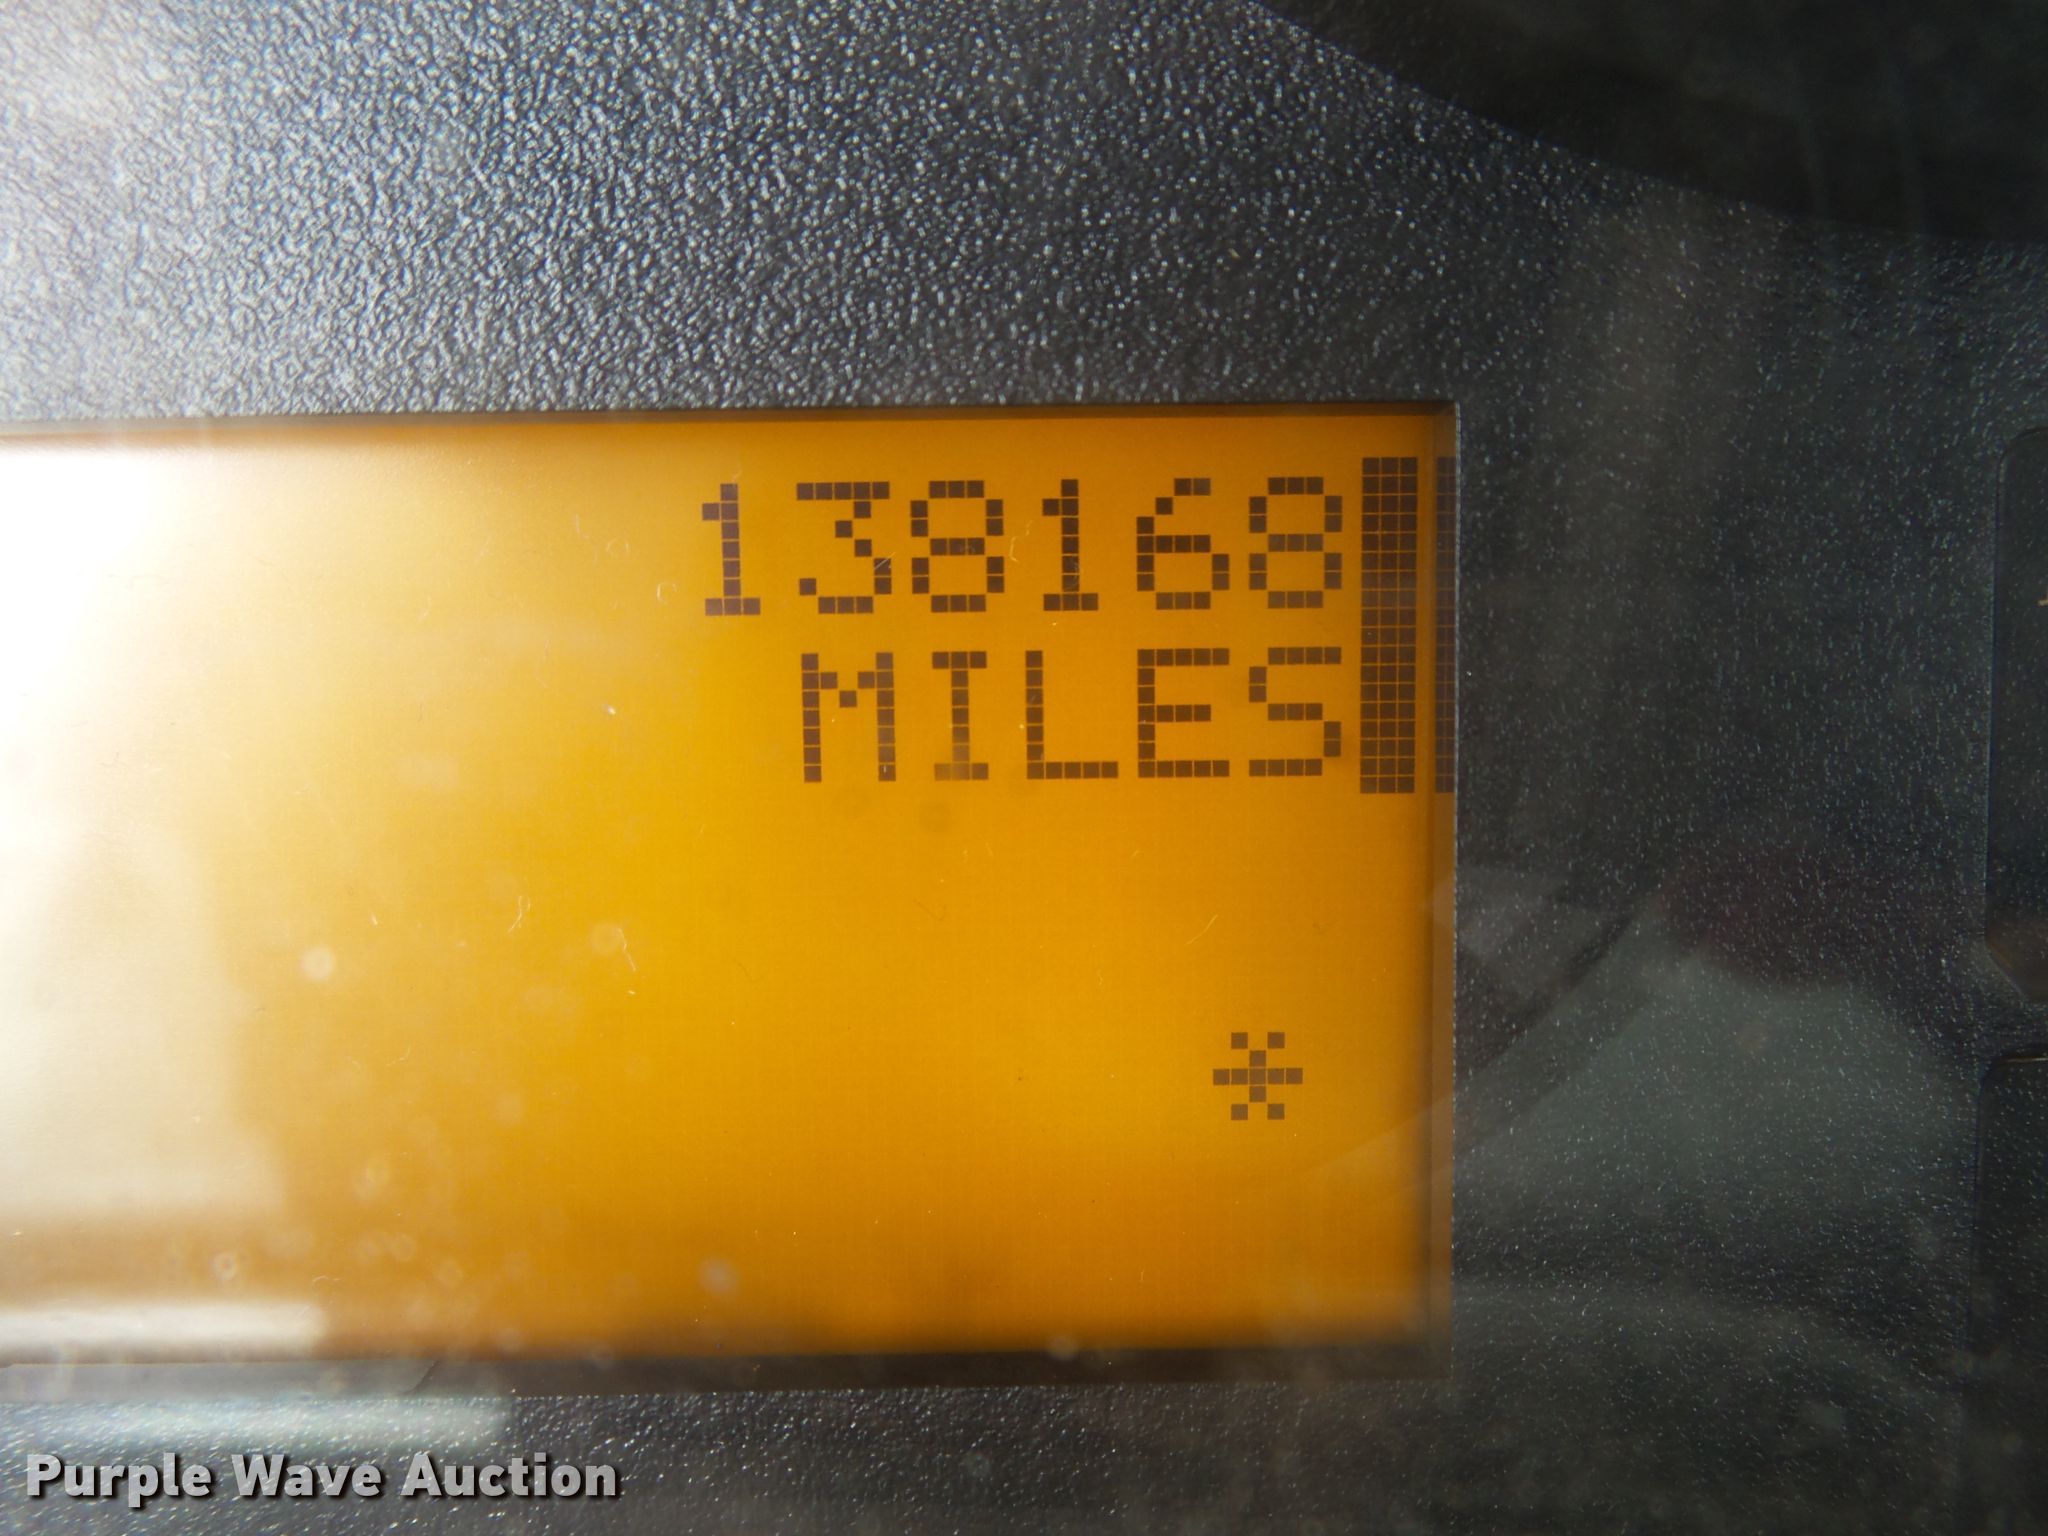 138168
MILES
*
Purple Wave Auction